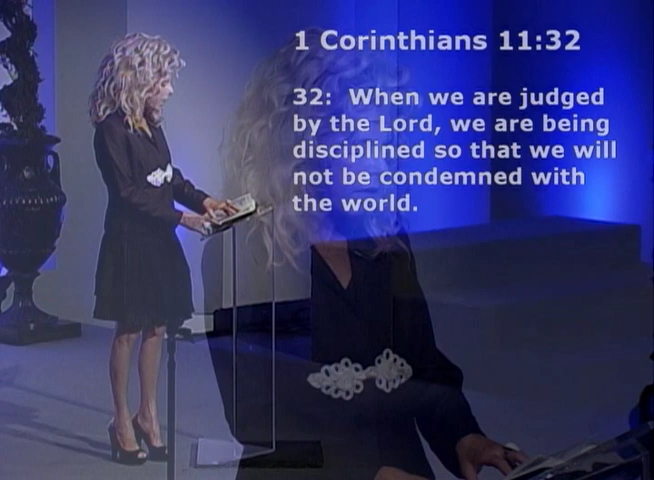 1 Corinthians 11:32
32: When we are judged
by the Lord, we are being
disciplined so that we will
not be condemned with
the world.